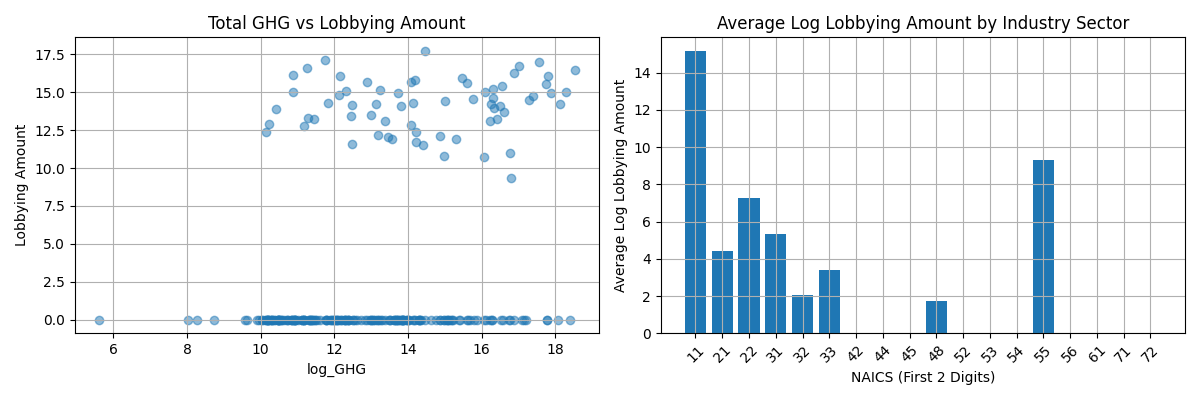 Total GHG vs Lobbying Amount
Lobbying Amount
17.5
15.0
12.5
10.0
7.5
5.0
2.5
0.0
6 8 10 12 14 16 18
log_GHG
Average Log Lobbying Amount by Industry Sector
Average Log Lobbying Amount
14
12
10
8
6
4
2
0
11 21 22 31 32 33 42 44 45 48 52 53 54 55 56 61 71 72
NAICS (First 2 Digits)